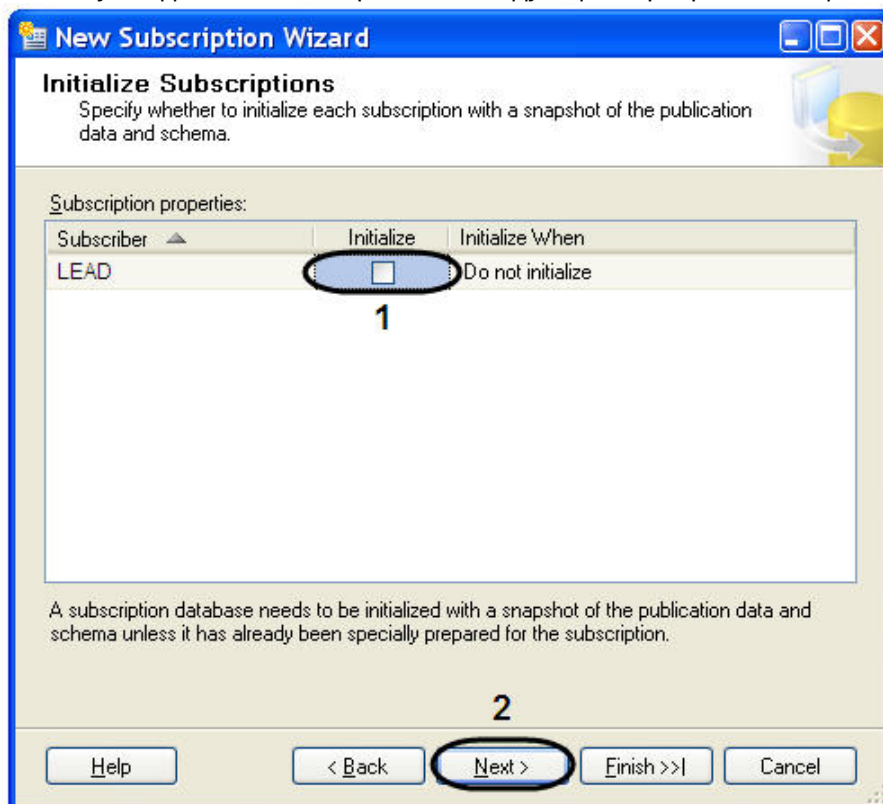 New Subscription Wizard
Initialize Subscriptions
Specify whether to initialize each subscription with a snapshot of the publication
data and schema.
Subscription properties:
Subscriber Initialize Initialize When
LEAD Do not initialize
1
A subscription database needs to be initialized with a snapshot of the publication data and
schema unless it has already been specially prepared for the subscription.
2
Help < Back Next > Finish >>| Cancel